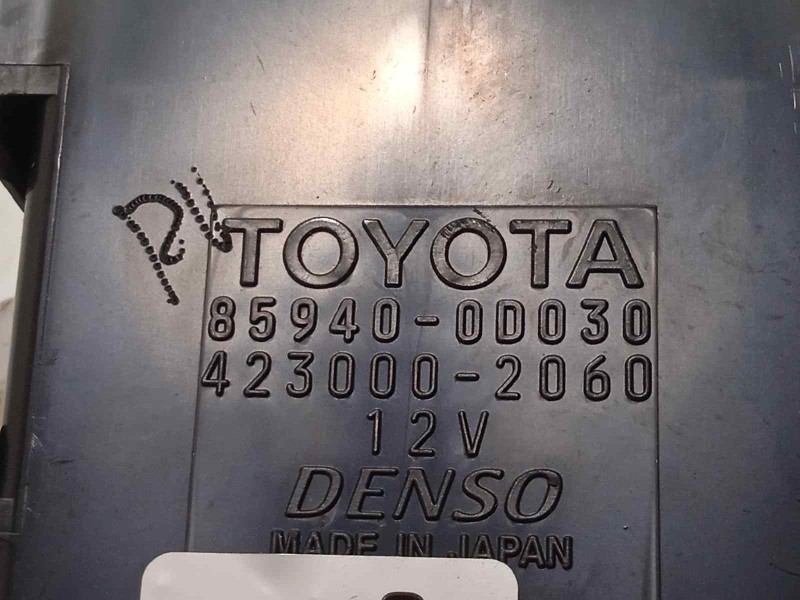 TOYOTA
85940-0D030
423000-2060
12V
DENSO
MADE IN JAPAN